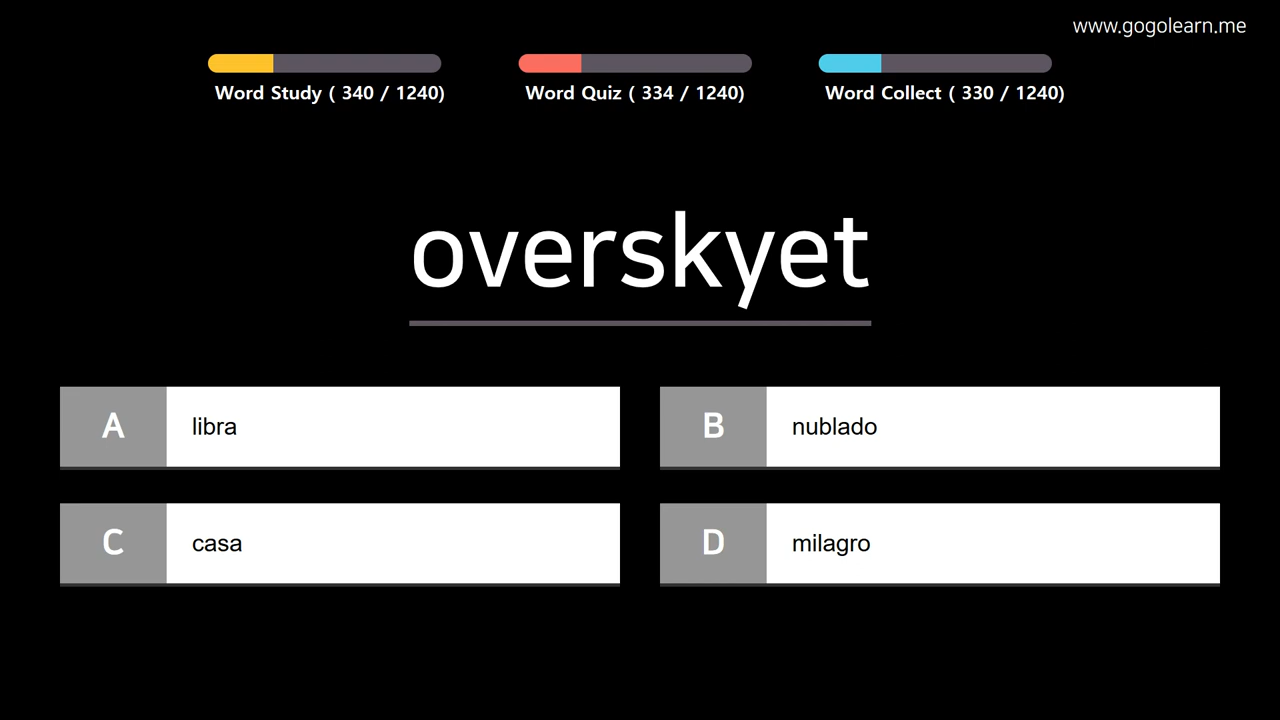 www.gogolearn.me
Word Study ( 340 / 1240)
Word Quiz ( 334 / 1240)
Word Collect ( 330 / 1240)
overskyet
A libra
B nublado
C casa
D milagro